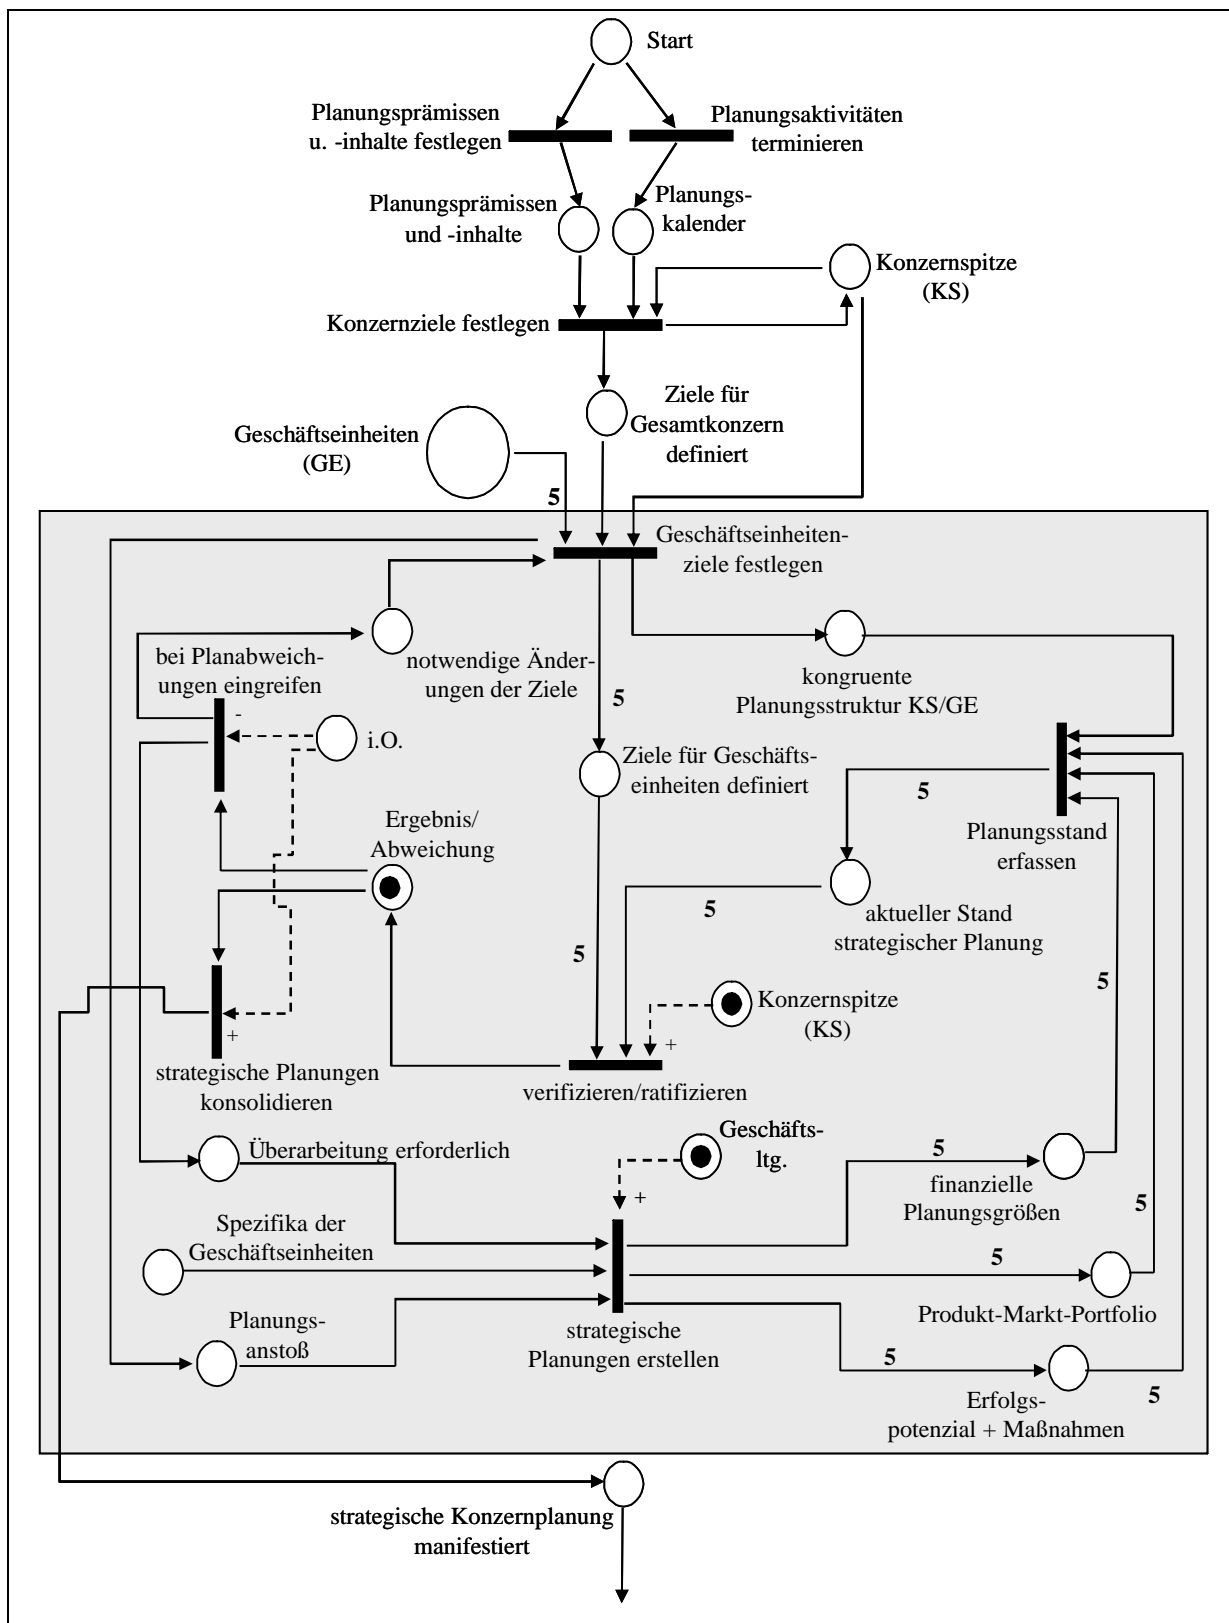 Start
Planungsprämissen
u. -inhalte festlegen
Planungsaktivitäten
terminieren
Planungsprämissen
und -inhalte
Planungs-
kalender
Konzernspitze
(KS)
Konzernziele festlegen
Ziele für
Gesamtkonzern
definiert
Geschäftseinheiten
(GE)
5
Geschäftseinheiten-
ziele festlegen
bei Planabweich-
ungen eingreifen
notwendige Änder-
ungen der Ziele
5
kongruente
Planungsstruktur KS/GE
-
i.O.
Ziele für Geschäfts-
einheiten definiert
5
Planungsstand
erfassen
Ergebnis/
Abweichung
5
aktueller Stand
strategischer Planung
5
5
Konzernspitze
(KS)
+
+
strategische Planungen
konsolidieren
verifizieren/ratifizieren
Überarbeitung erforderlich
Geschäfts-
ltg.
+
5
finanzielle
Planungsgrößen
5
Spezifika der
Geschäftseinheiten
5
Produkt-Markt-Portfolio
Planungs-
anstoß
strategische
Planungen erstellen
5
5
Erfolgs-
potenzial + Maßnahmen
strategische Konzernplanung
manifestiert